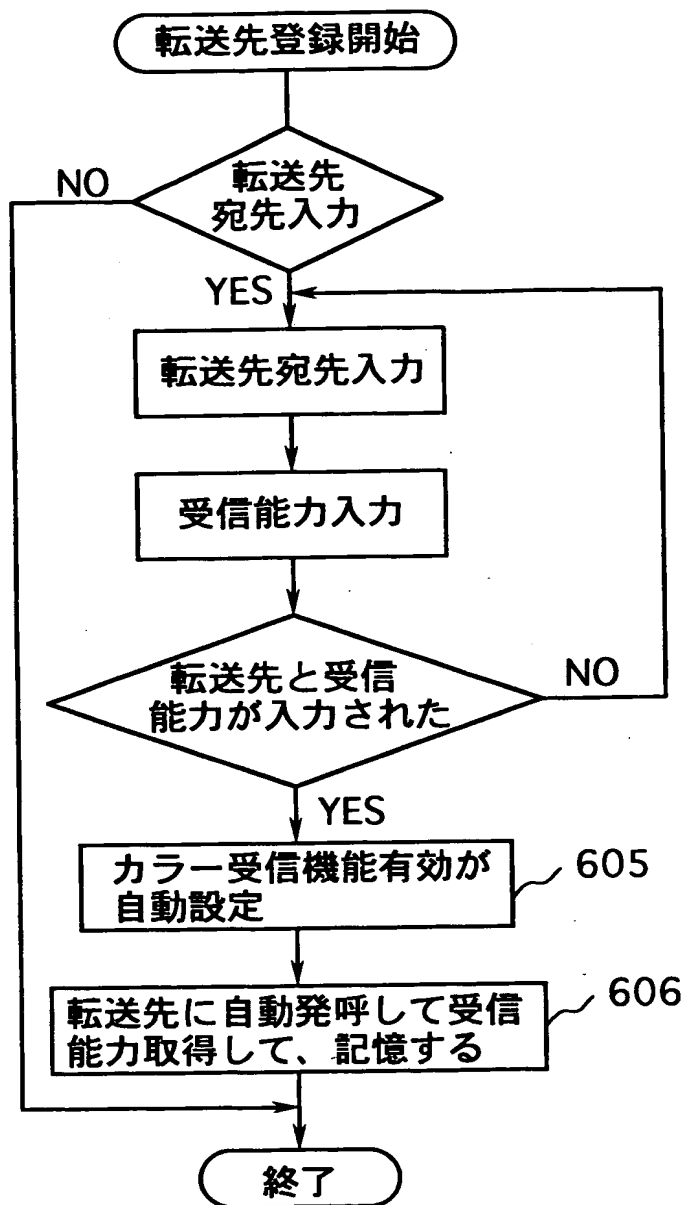 転送先登録開始
転送先
宛先入力
NO
YES
転送先宛先入力
受信能力入力
転送先と受信
能力が入力された
NO
YES
カラー受信機能有効が
自動設定
605
転送先に自動発呼して受信
能力取得して、記憶する
606
終了